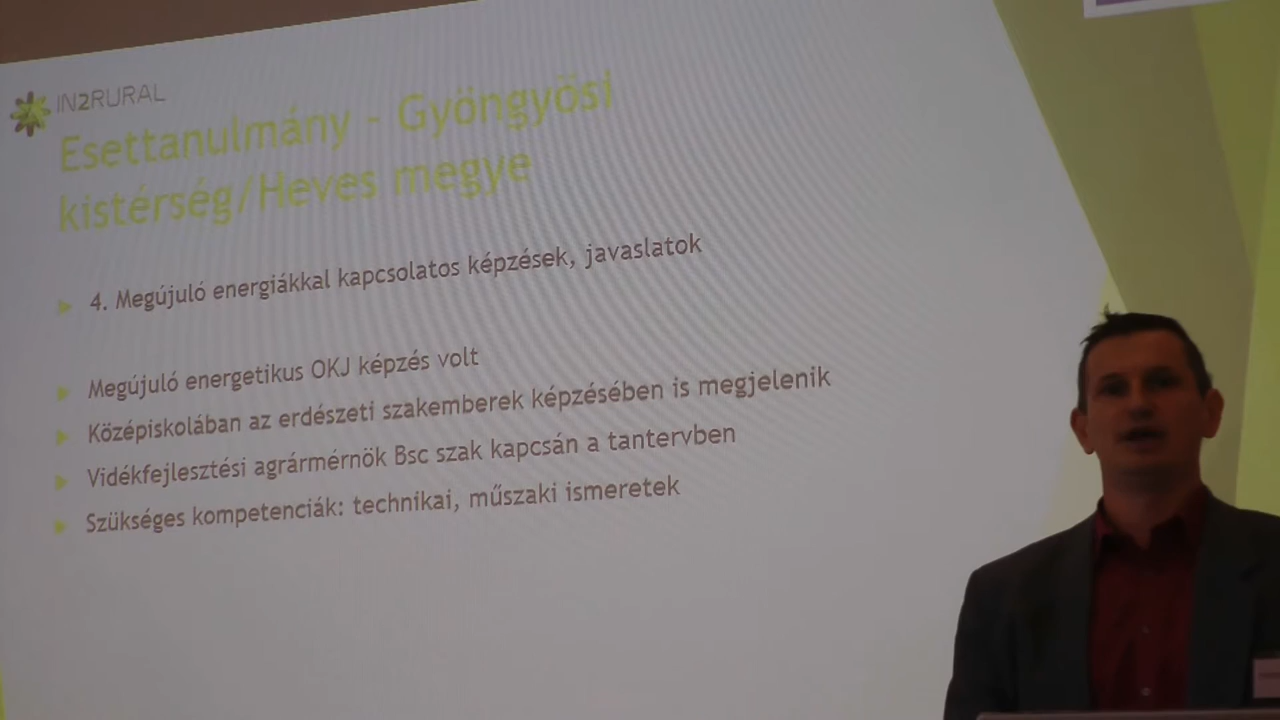 IN2RURAL
Esettanulmány - Gyöngyösi
kistérség/Heves megye
4. Megújuló energiákkal kapcsolatos képzések, javaslatok
Megújuló energetikus OKJ képzés volt
Középiskolában az erdészeti szakemberek képzésében is megjelenik
Vidékfejlesztési agrármérnök Bsc szak kapcsán a tantervben
Szükséges kompetenciák: technikai, műszaki ismeretek